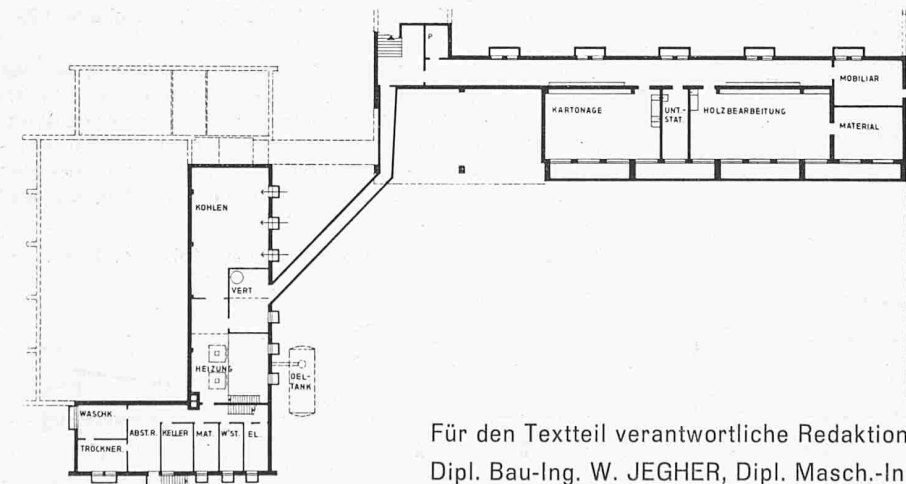 P
MOBILIAR
KARTONAGE
UNT.-
STAT.
HOLZBEARBEITUNG
MATERIAL
KOHLEN
VERT
HEIZUNG
OEL-
TANK
WASCHK.
TRÖCKNER.
ABST.R.
KELLER
MAT.
W'ST.
EL.
Für den Textteil verantwortliche Redaktion
Dipl. Bau-Ing. W. JEGHER, Dipl. Masch.-In